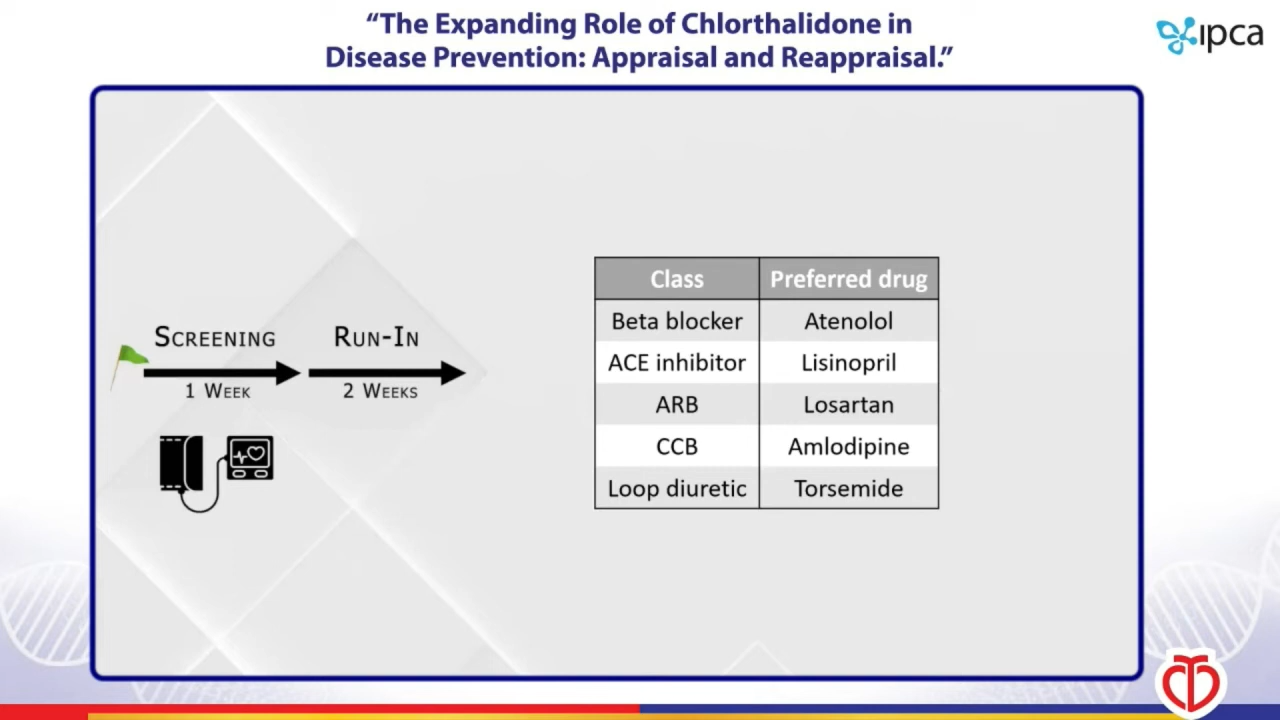 “The Expanding Role of Chlorthalidone in
Disease Prevention: Appraisal and Reappraisal.”
ipca
SCREENING
1 WEEK
RUN-IN
2 WEEKS
Class Preferred drug
Beta blocker Atenolol
ACE inhibitor Lisinopril
ARB Losartan
CCB Amlodipine
Loop diuretic Torsemide